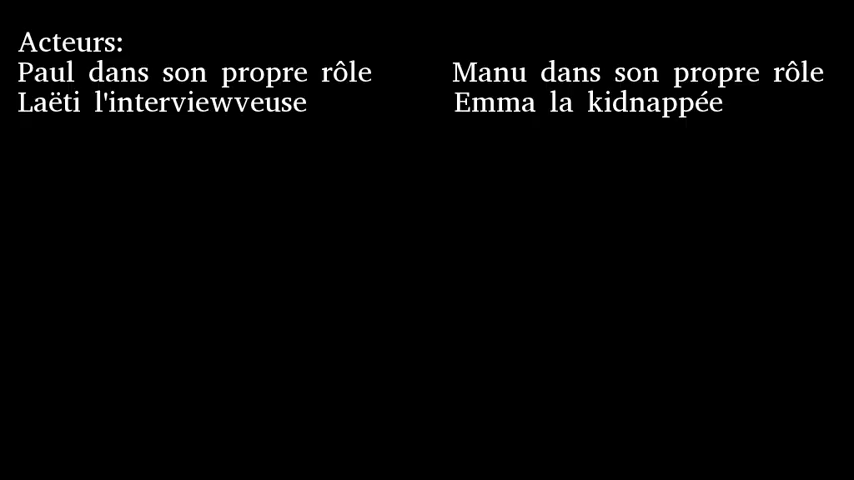 Acteurs:
Paul dans son propre rôle Manu dans son propre rôle
Laëti l'interviewveuse Emma la kidnappée